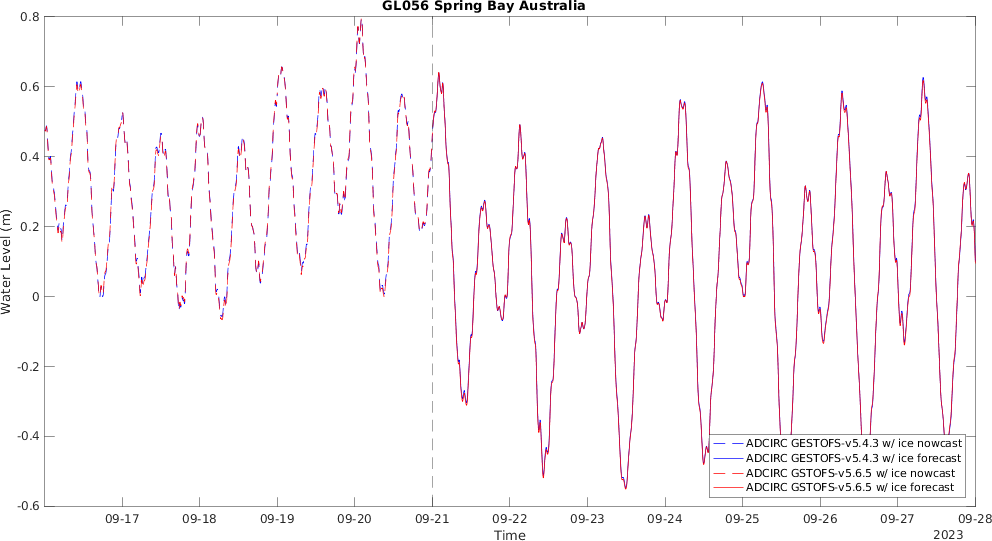 GL056 Spring Bay Australia
0.8
0.6
0.4
0.2
0
-0.2
-0.4
-0.6
Water Level (m)
ADCIRC GESTOFS-v5.4.3 w/ ice nowcast
ADCIRC GESTOFS-v5.4.3 w/ ice forecast
ADCIRC GSTOFS-v5.6.5 w/ ice nowcast
ADCIRC GSTOFS-v5.6.5 w/ ice forecast
09-17 09-18 09-19 09-20 09-21 09-22 09-23 09-24 09-25 09-26 09-27 09-28
Time
2023